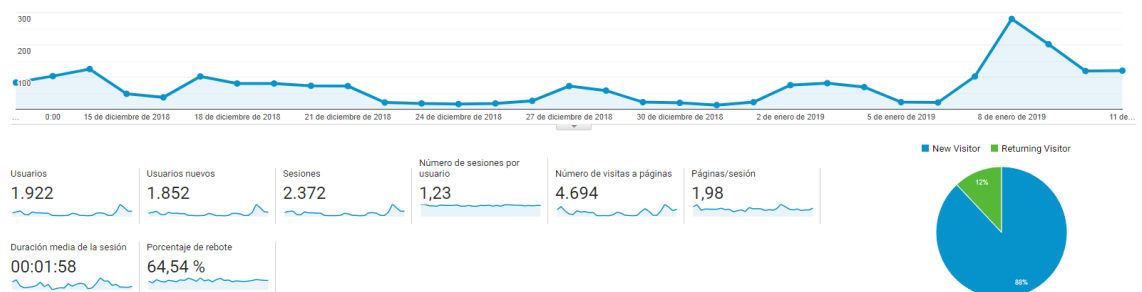 300
200
100
... 0:00 15 de diciembre de 2018 18 de diciembre de 2018 21 de diciembre de 2018 24 de diciembre de 2018 27 de diciembre de 2018 30 de diciembre de 2018 2 de enero de 2019 5 de enero de 2019 8 de enero de 2019 11 de...
New Visitor Returning Visitor
Usuarios
1.922
Usuarios nuevos
1.852
Sesiones
2.372
Número de sesiones por
usuario
1,23
Número de visitas a páginas
4.694
Páginas/sesión
1,98
12%
88%
Duración media de la sesión
00:01:58
Porcentaje de rebote
64,54 %